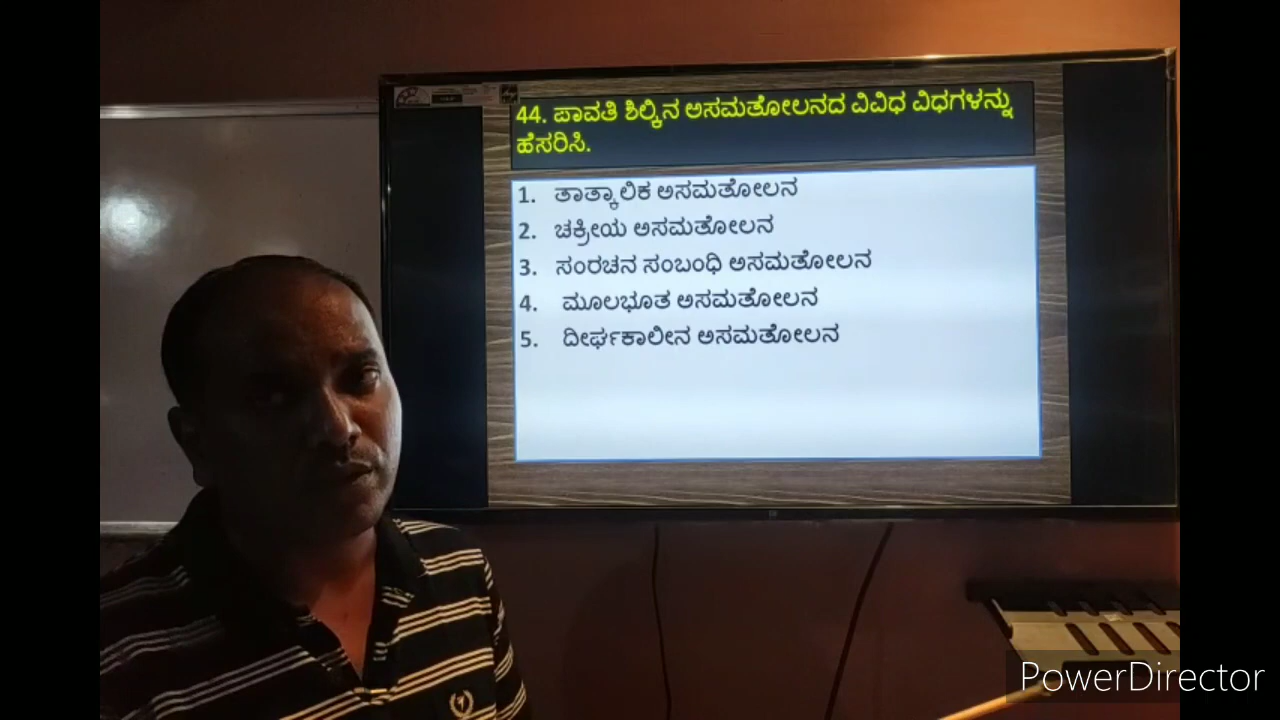 44. ಪಾವತಿ ಶಿಲ್ಕಿನ ಅಸಮತೋಲನದ ವಿವಿಧ ವಿಧಗಳನ್ನು
ಹೆಸರಿಸಿ.
1. ತಾತ್ಕಾಲಿಕ ಅಸಮತೋಲನ
2. ಚಕ್ರೀಯ ಅಸಮತೋಲನ
3. ಸಂರಚನ ಸಂಬಂಧಿ ಅಸಮತೋಲನ
4. ಮೂಲಭೂತ ಅಸಮತೋಲನ
5. ದೀರ್ಘಕಾಲೀನ ಅಸಮತೋಲನ
PowerDirector